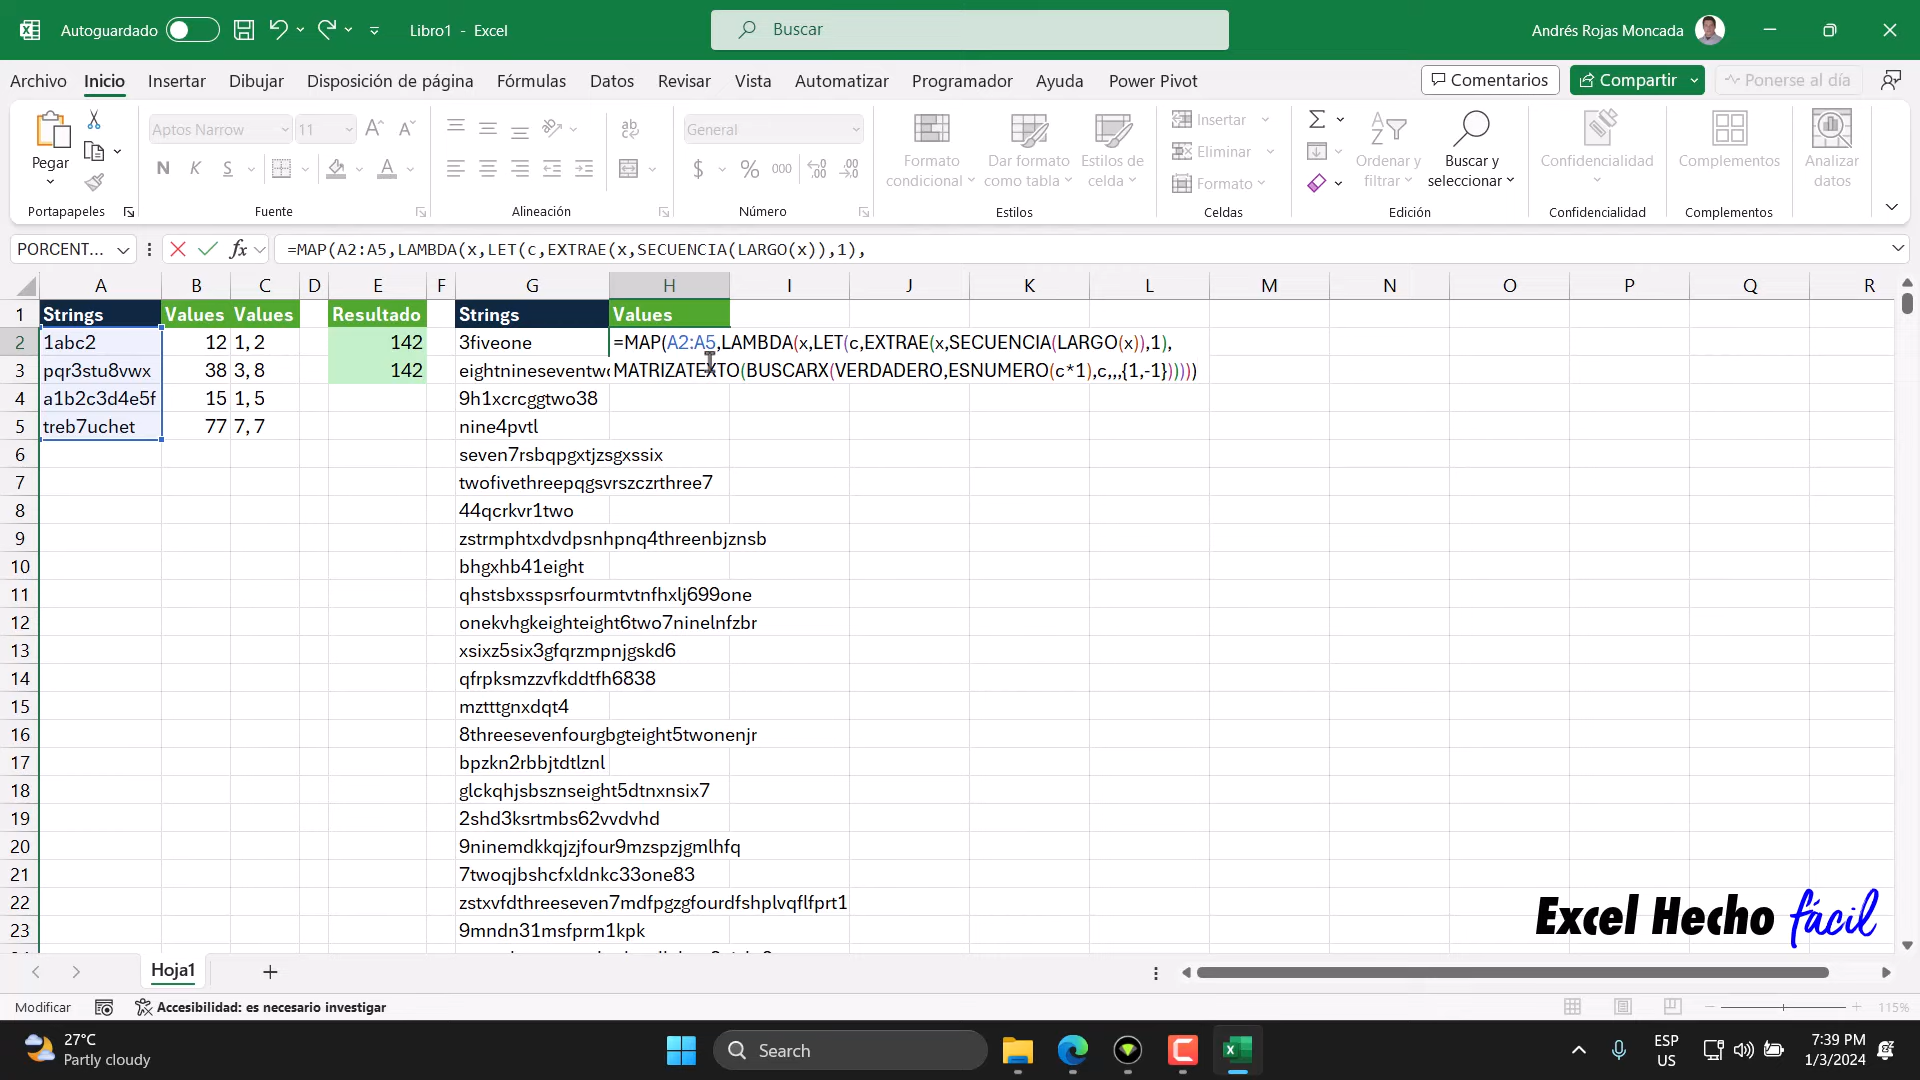 Autoguardado
Libro1 - Excel
Buscar
Andrés Rojas Moncada
Archivo Inicio Insertar Dibujar Disposición de página Fórmulas Datos Revisar Vista Automatizar Programador Ayuda Power Pivot
Comentarios Compartir Ponerse al día
Pegar
Portapapeles
Aptos Narrow 11
N K S
Fuente
Alineación
General
$ % 000
Número
Formato condicional
Dar formato como tabla
Estilos de celda
Estilos
Insertar
Eliminar
Formato
Celdas
Ordenar y filtrar
Buscar y seleccionar
Edición
Confidencialidad
Confidencialidad
Complementos
Complementos
Analizar datos
PORCENT...
fx
=MAP(A2:A5,LAMBDA(x,LET(c,EXTRAE(x,SECUENCIA(LARGO(x)),1),
A B C D E F G H I J K L M N O P Q R
1 Strings Values Values Resultado Strings Values
2 1abc2 12 1, 2 142 3fiveone =MAP(A2:A5,LAMBDA(x,LET(c,EXTRAE(x,SECUENCIA(LARGO(x)),1),
3 pqr3stu8vwx 38 3, 8 142 eightnineseventwo MATRIZATEXTO(BUSCARX(VERDADERO,ESNUMERO(c*1),c,,,{1,-1})))))
4 a1b2c3d4e5f 15 1, 5 9h1xcrcggtwo38
5 treb7uchet 77 7, 7 nine4pvtl
6 seven7rsbqpgxtjzsgxssix
7 twofivethreepqgsvrszczrthree7
8 44qcrkvr1two
9 zstrmphtxdvdpsnhpnq4threenbjznsb
10 bhgxhb41eight
11 qhstsbxsspsrfourmtvtnfhxlj699one
12 onekvhgkeighteight6two7ninelnfzbr
13 xsixz5six3gfqrzmpnjgskd6
14 qfrpksmzzvfkddtfh6838
15 mztttgnxdqt4
16 8threesevenfourgbgteight5twonenjr
17 bpzkn2rbbjtdtlznl
18 glckqhjsbsznseight5dtnxnsix7
19 2shd3ksrtmbs62vvdvhd
20 9ninemdkkqjzjfour9mzspzjgmlhfq
21 7twoqjbshcfxldnkc33one83
22 zstxvfdthreeseven7mdfpgzgfourdfshplvqflfprt1
23 9mndn31msfprm1kpk
Excel Hecho fácil
Hoja1
Modificar Accesibilidad: es necesario investigar 115%
27°C
Partly cloudy
Search
ESP
US
7:39 PM
1/3/2024